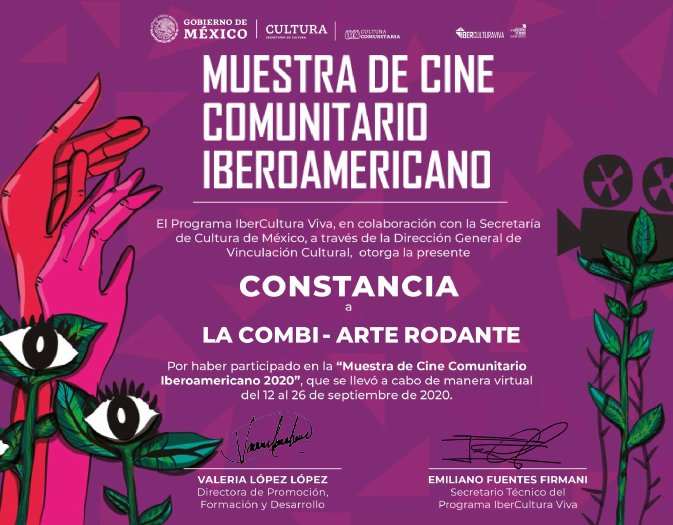 GOBIERNO DE
MÉXICO
CULTURA
SECRETARÍA DE CULTURA
CULTURA
COMUNITARIA
IBERCULTURAVIVA
MUESTRA DE CINE
COMUNITARIO
IBEROAMERICANO
El Programa IberCultura Viva, en colaboración con la Secretaría
de Cultura de México, a través de la Dirección General de
Vinculación Cultural, otorga la presente
CONSTANCIA
a
LA COMBI - ARTE RODANTE
Por haber participado en la “Muestra de Cine Comunitario
Iberoamericano 2020”, que se llevó a cabo de manera virtual
del 12 al 26 de septiembre de 2020.
VALERIA LÓPEZ LÓPEZ
Directora de Promoción,
Formación y Desarrollo
EMILIANO FUENTES FIRMANI
Secretario Técnico del
Programa IberCultura Viva